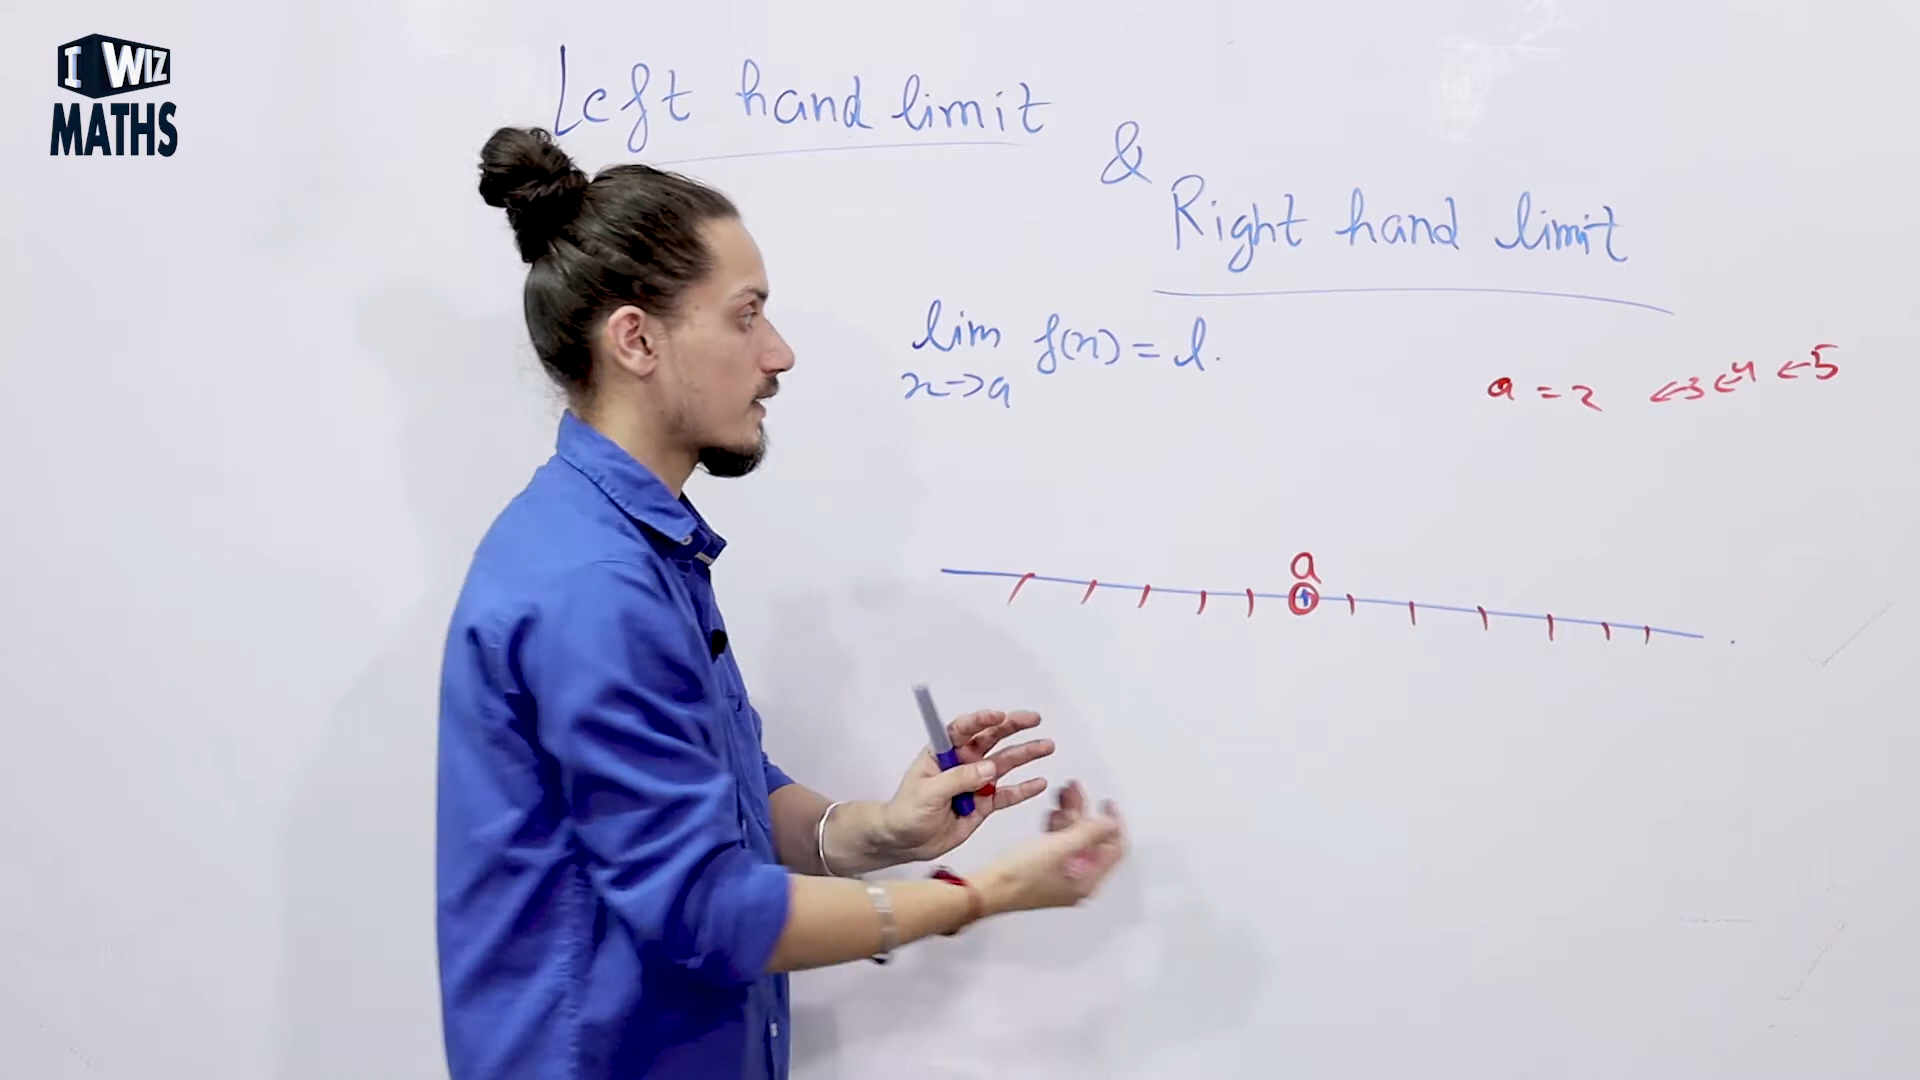 I WIZ
MATHS
Left hand limit
&
Right hand limit
lim f(x) = l.
x→a
a = 2 ←3 ←4 ←5
a